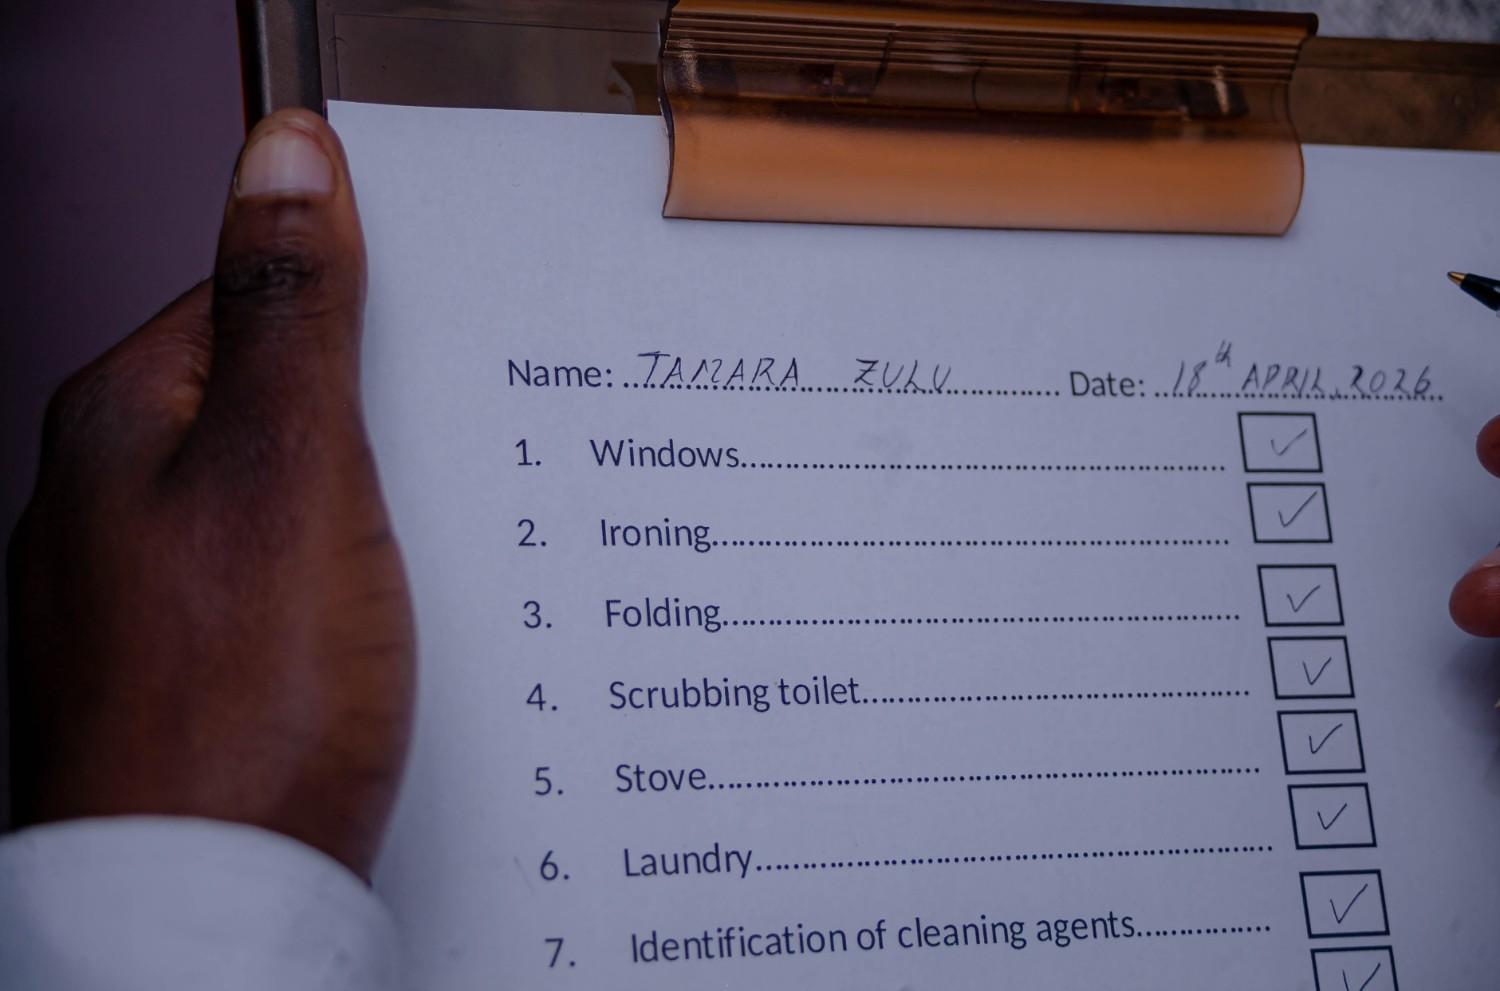 Name: TAMARA ZULU Date: 18th APRIL, 2026
1. Windows
2. Ironing
3. Folding
4. Scrubbing toilet
5. Stove
6. Laundry
7. Identification of cleaning agents